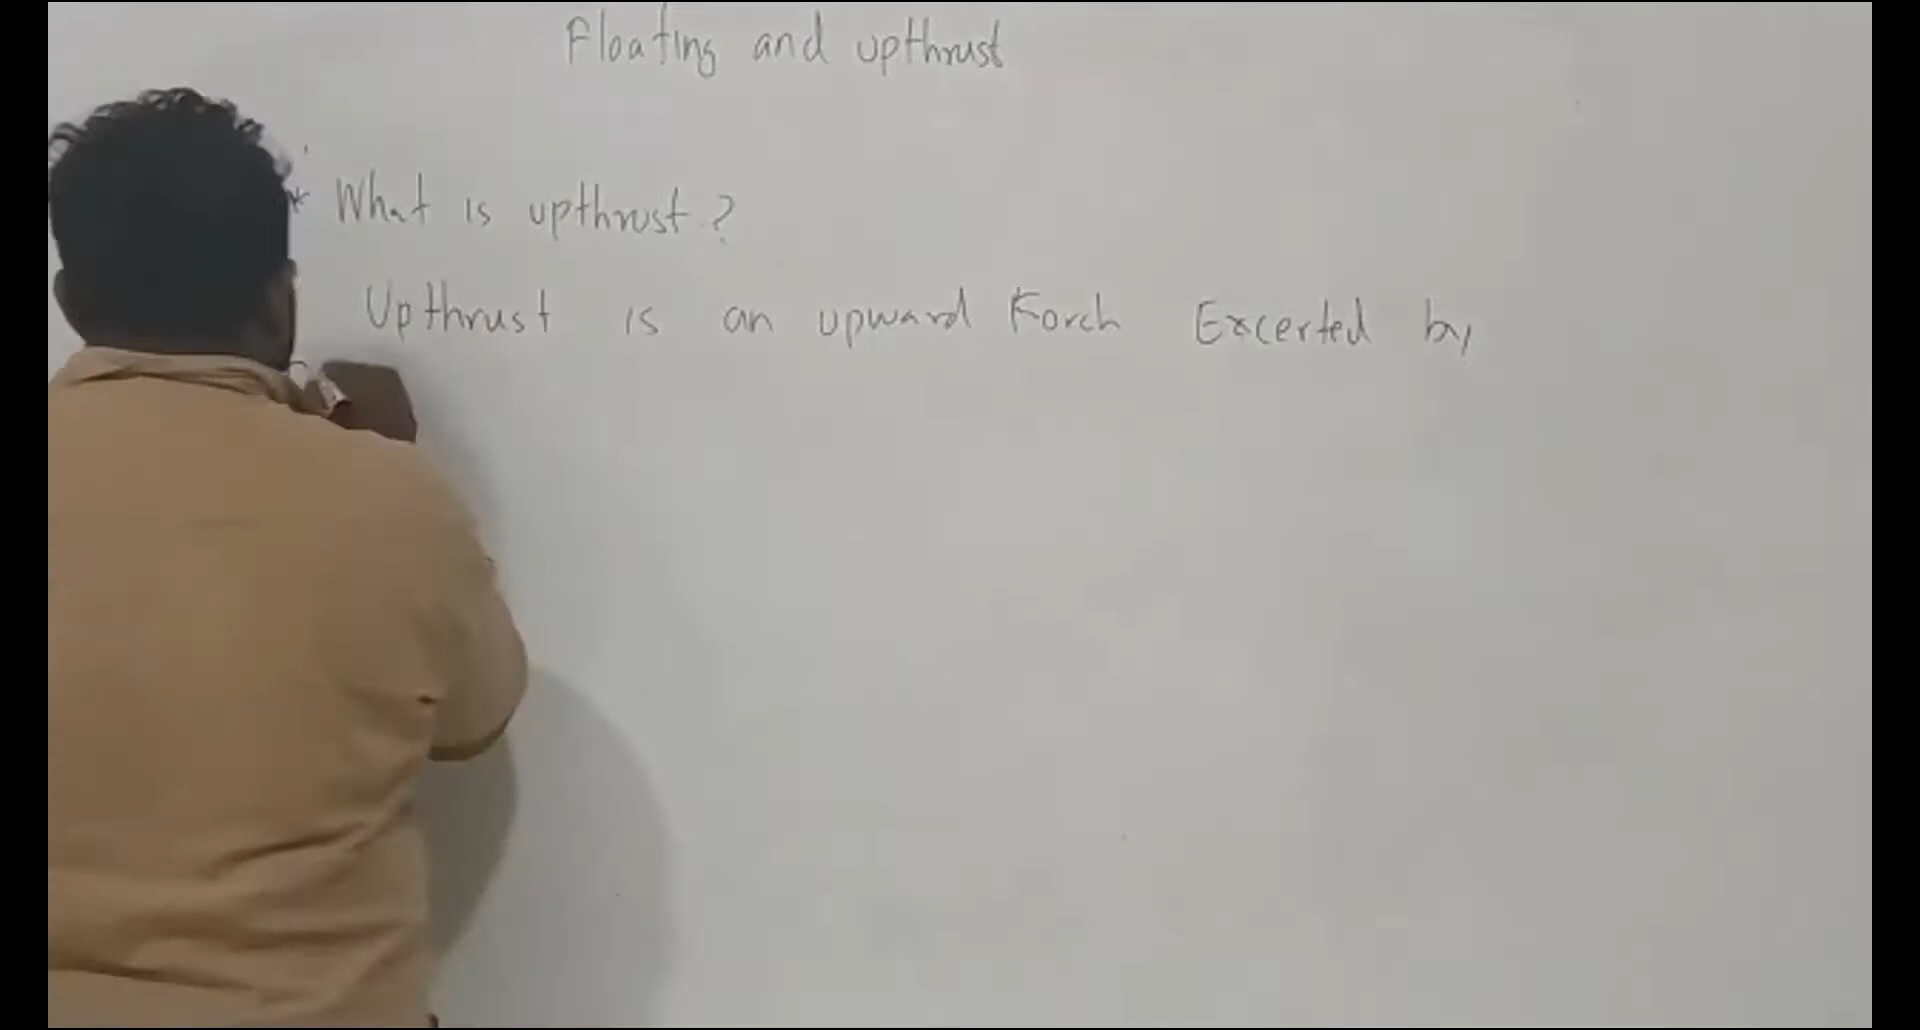 Floating and upthrust
* What is upthrust?
Upthrust is an upward Forch Excerted by